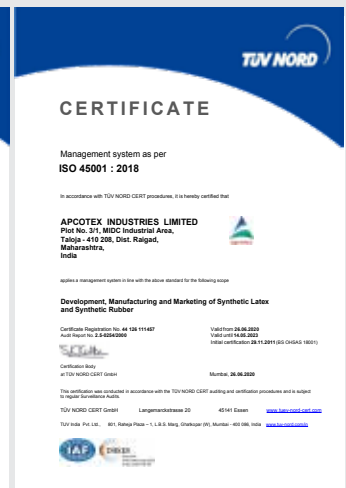 TÜV NORD
CERTIFICATE
Management system as per
ISO 45001 : 2018
In accordance with TÜV NORD CERT procedures, it is hereby certified that
APCOTEX INDUSTRIES LIMITED
Plot No. 3/1, MIDC Industrial Area,
Taloja - 410 208, Dist. Raigad,
Maharashtra,
India
applies a management system in line with the above standard for the following scope
Development, Manufacturing and Marketing of Synthetic Latex
and Synthetic Rubber
Certificate Registration No. 44 126 111457
Audit Report No. 2.5-0254/2000
Valid from 26.06.2020
Valid until 14.05.2023
Initial certification 29.11.2011 (BS OHSAS 18001)
Certification Body
at TÜV NORD CERT GmbH
Mumbai, 26.06.2020
This certification was conducted in accordance with the TÜV NORD CERT auditing and certification procedures and is subject
to regular Surveillance Audits.
TÜV NORD CERT GmbH Langemarckstrasse 20 45141 Essen www.tuev-nord-cert.com
TÜV India Pvt. Ltd., 801, Raheja Plaza – 1, L.B.S. Marg, Ghatkopar (W), Mumbai - 400 086, India www.tuv-nord.com/in
IAF
DAkkS